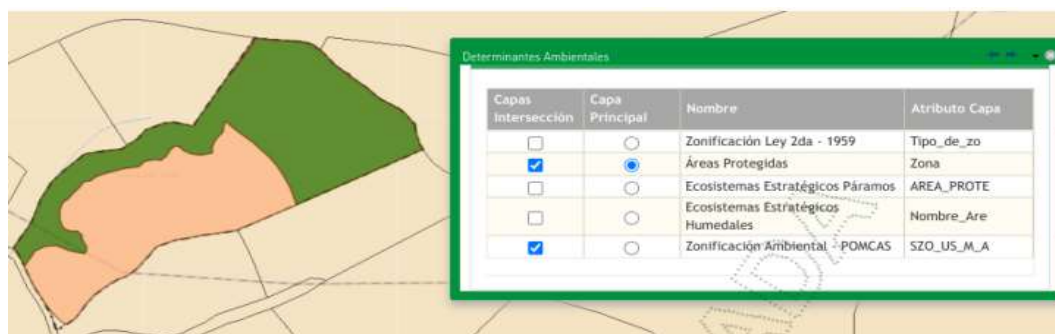 Determinantes Ambientales
Capas Intersección Capa Principal Nombre Atributo Capa
Zonificación Ley 2da - 1959 Tipo_de_zo
Áreas Protegidas Zona
Ecosistemas Estratégicos Páramos AREA_PROTE
Ecosistemas Estratégicos Humedales Nombre_Are
Zonificación Ambiental - POMCAS SZO_US_M_A